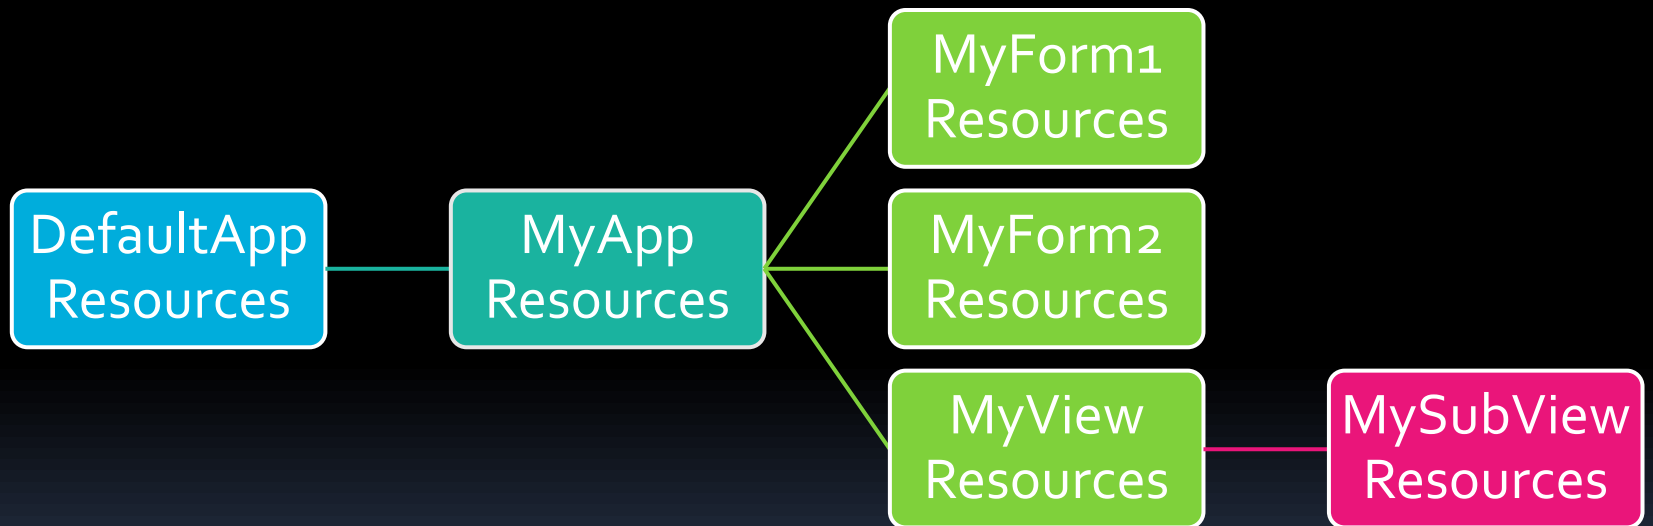 DefaultApp
Resources
MyApp
Resources
MyForm1
Resources
MyForm2
Resources
MyView
Resources
MySubView
Resources